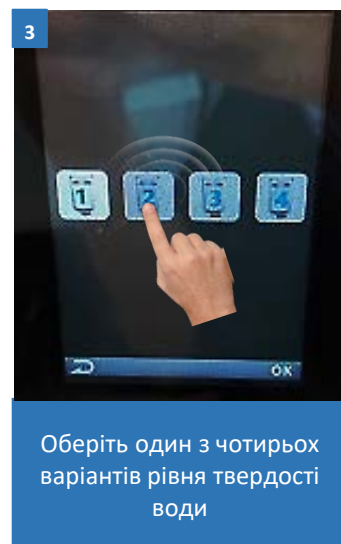 3
1 2 3 4
OK
Оберіть один з чотирьох
варіантів рівня твердості
води